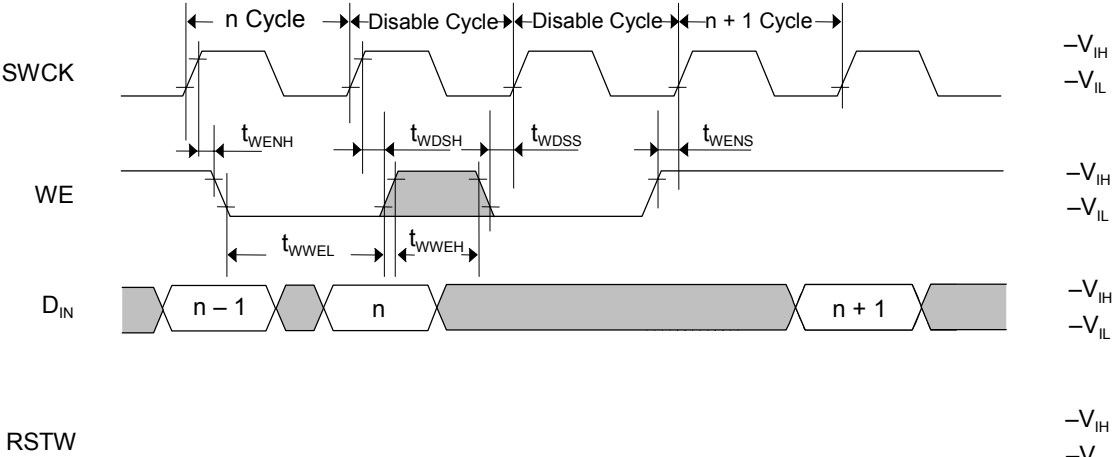 n Cycle Disable Cycle Disable Cycle n + 1 Cycle
SWCK –VIH
–VIL
tWENH tWDSH tWDSS tWENS
WE –VIH
–VIL
tWWEL tWWEH
DIN n – 1 n n + 1 –VIH
–VIL
RSTW –VIH